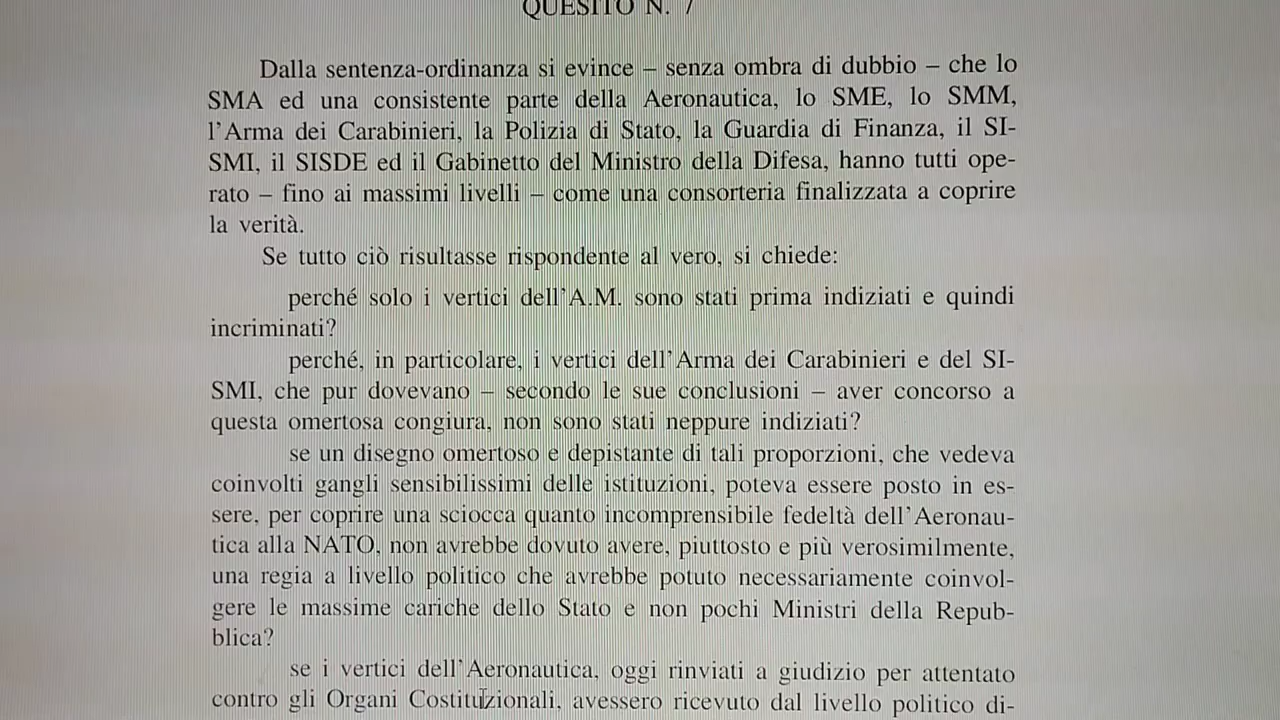 QUESITO N. 7
Dalla sentenza-ordinanza si evince – senza ombra di dubbio – che lo
SMA ed una consistente parte della Aeronautica, lo SME, lo SMM,
l'Arma dei Carabinieri, la Polizia di Stato, la Guardia di Finanza, il SI-
SMI, il SISDE ed il Gabinetto del Ministro della Difesa, hanno tutti ope-
rato – fino ai massimi livelli – come una consorteria finalizzata a coprire
la verità.
Se tutto ciò risultasse rispondente al vero, si chiede:
perché solo i vertici dell'A.M. sono stati prima indiziati e quindi
incriminati?
perché, in particolare, i vertici dell'Arma dei Carabinieri e del SI-
SMI, che pur dovevano – secondo le sue conclusioni – aver concorso a
questa omertosa congiura, non sono stati neppure indiziati?
se un disegno omertoso e depistante di tali proporzioni, che vedeva
coinvolti gangli sensibilissimi delle istituzioni, poteva essere posto in es-
sere, per coprire una sciocca quanto incomprensibile fedeltà dell'Aeronau-
tica alla NATO, non avrebbe dovuto avere, piuttosto e più verosimilmente,
una regia a livello politico che avrebbe potuto necessariamente coinvol-
gere le massime cariche dello Stato e non pochi Ministri della Repub-
blica?
se i vertici dell'Aeronautica, oggi rinviati a giudizio per attentato
contro gli Organi Costituzionali, avessero ricevuto dal livello politico di-